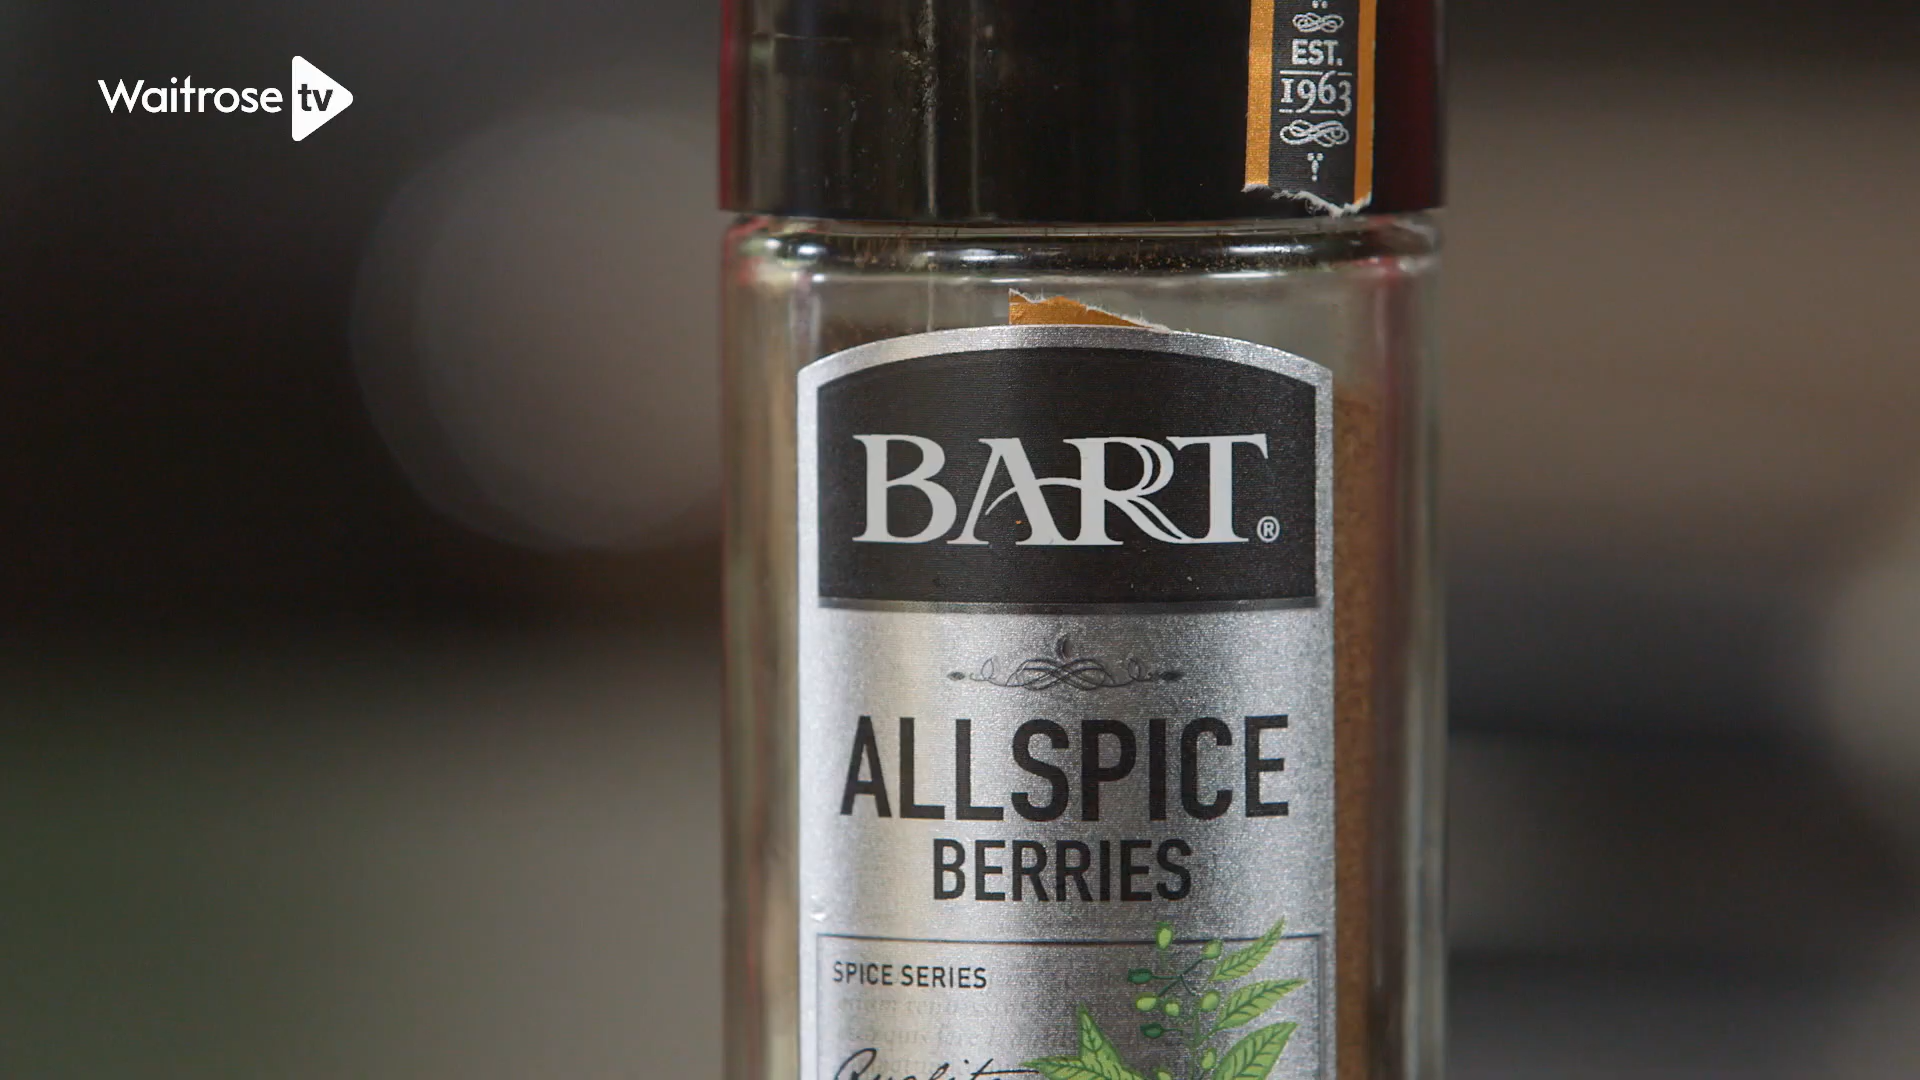 Waitrose tv
EST.
1963
BART®
ALLSPICE
BERRIES
SPICE SERIES